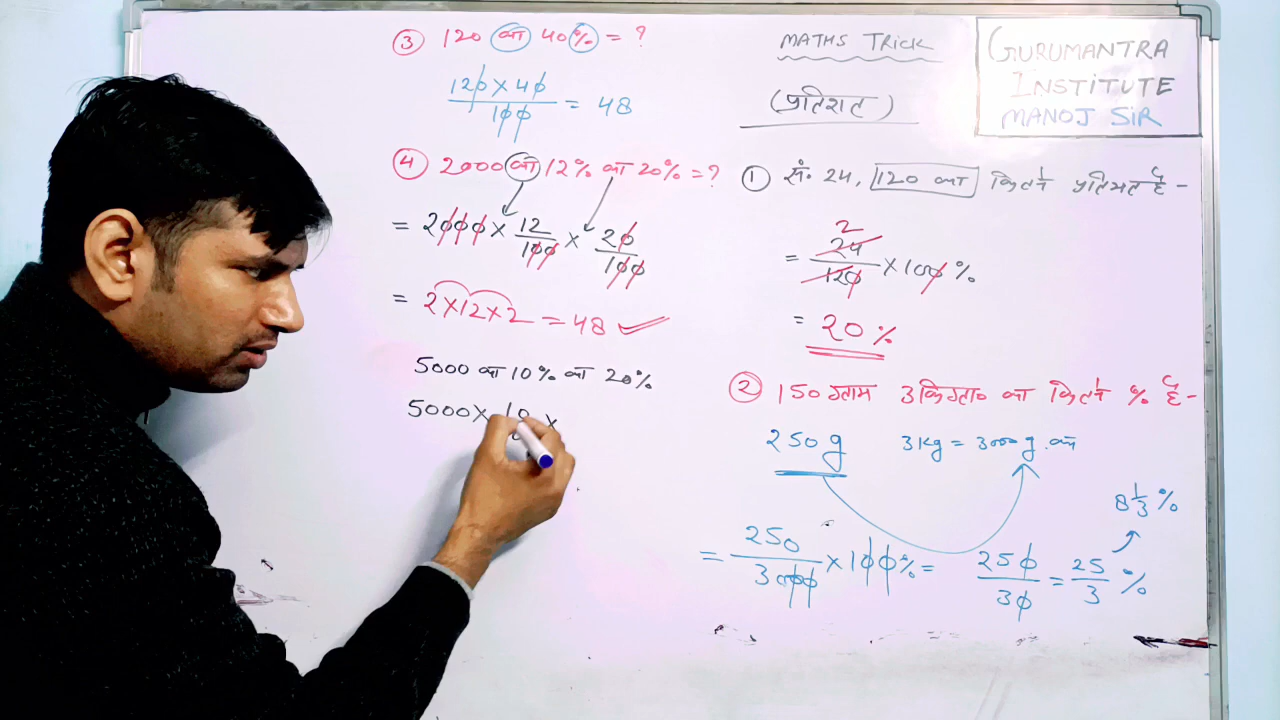 MATHS TRICK
(प्रतिशत)
GURUMANTRA
INSTITUTE
MANOJ SIR
③ 120 का 40% = ?
120 × 40 / 100 = 48
④ 2000 का 12% का 20% = ?
= 2000 × 12/100 × 20/100
= 2×12×2 = 48 ✓
5000 का 10% का 20%
5000 × 10 ×
① सं. 24, 120 का कितने प्रतिशत है -
2
= 24/120 × 100 %
= 20 %
② 150 ग्राम 3 किग्रा० का कितने % है -
250 g 3 Kg = 3000 g का
8 1/3 %
= 250/3000 × 100% = 250/30 = 25/3 %